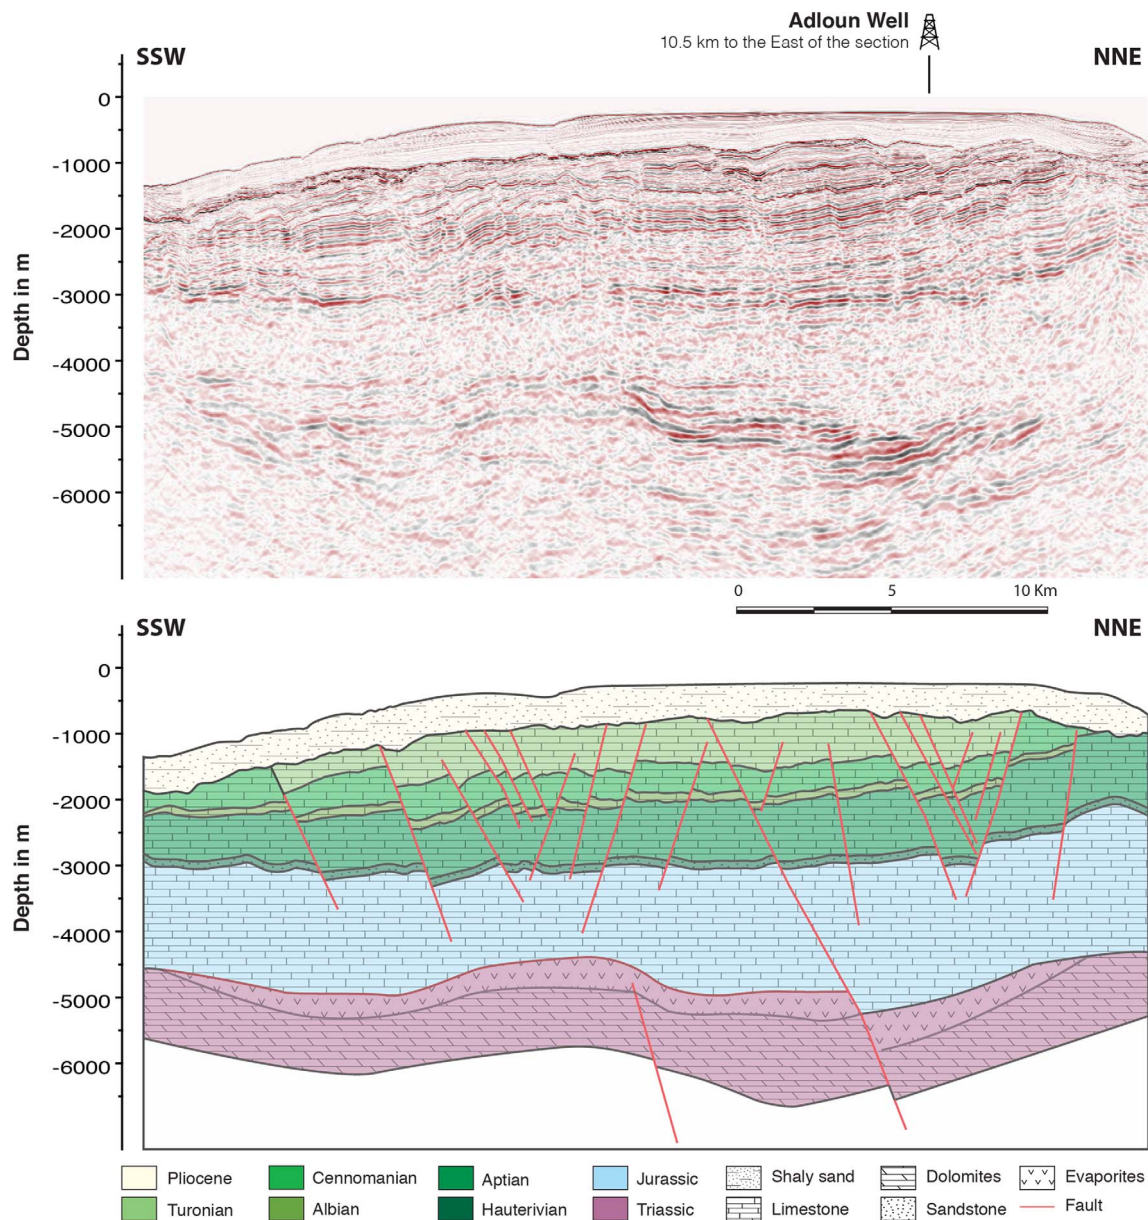 Adloun Well
10.5 km to the East of the section
SSW
NNE
0
-1000
-2000
-3000
-4000
-5000
-6000
Depth in m
0 5 10 Km
SSW
NNE
0
-1000
-2000
-3000
-4000
-5000
-6000
Depth in m
Pliocene Cennomanian Aptian Jurassic Shaly sand Dolomites Evaporites
Turonian Albian Hauterivian Triassic Limestone Sandstone Fault